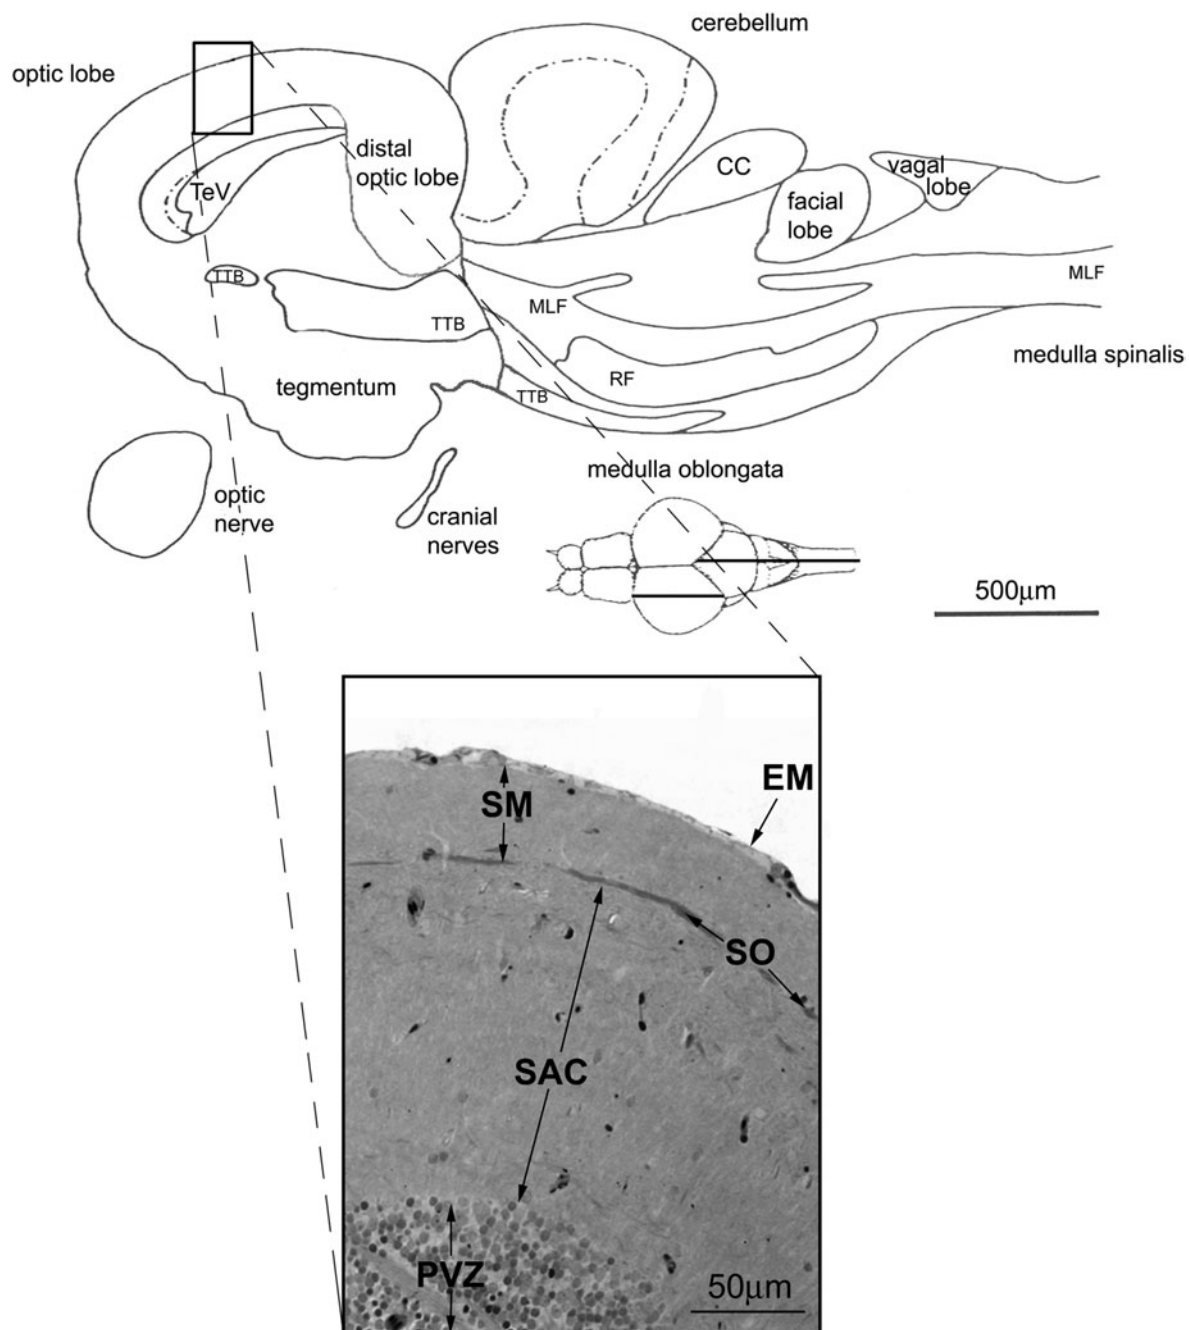 cerebellum
optic lobe
distal
optic lobe
TeV
CC
vagal
lobe
facial
lobe
TTB
MLF
MLF
TTB
medulla spinalis
RF
tegmentum
TTB
medulla oblongata
optic
nerve
cranial
nerves
500µm
EM
SM
SO
SAC
PVZ
50µm